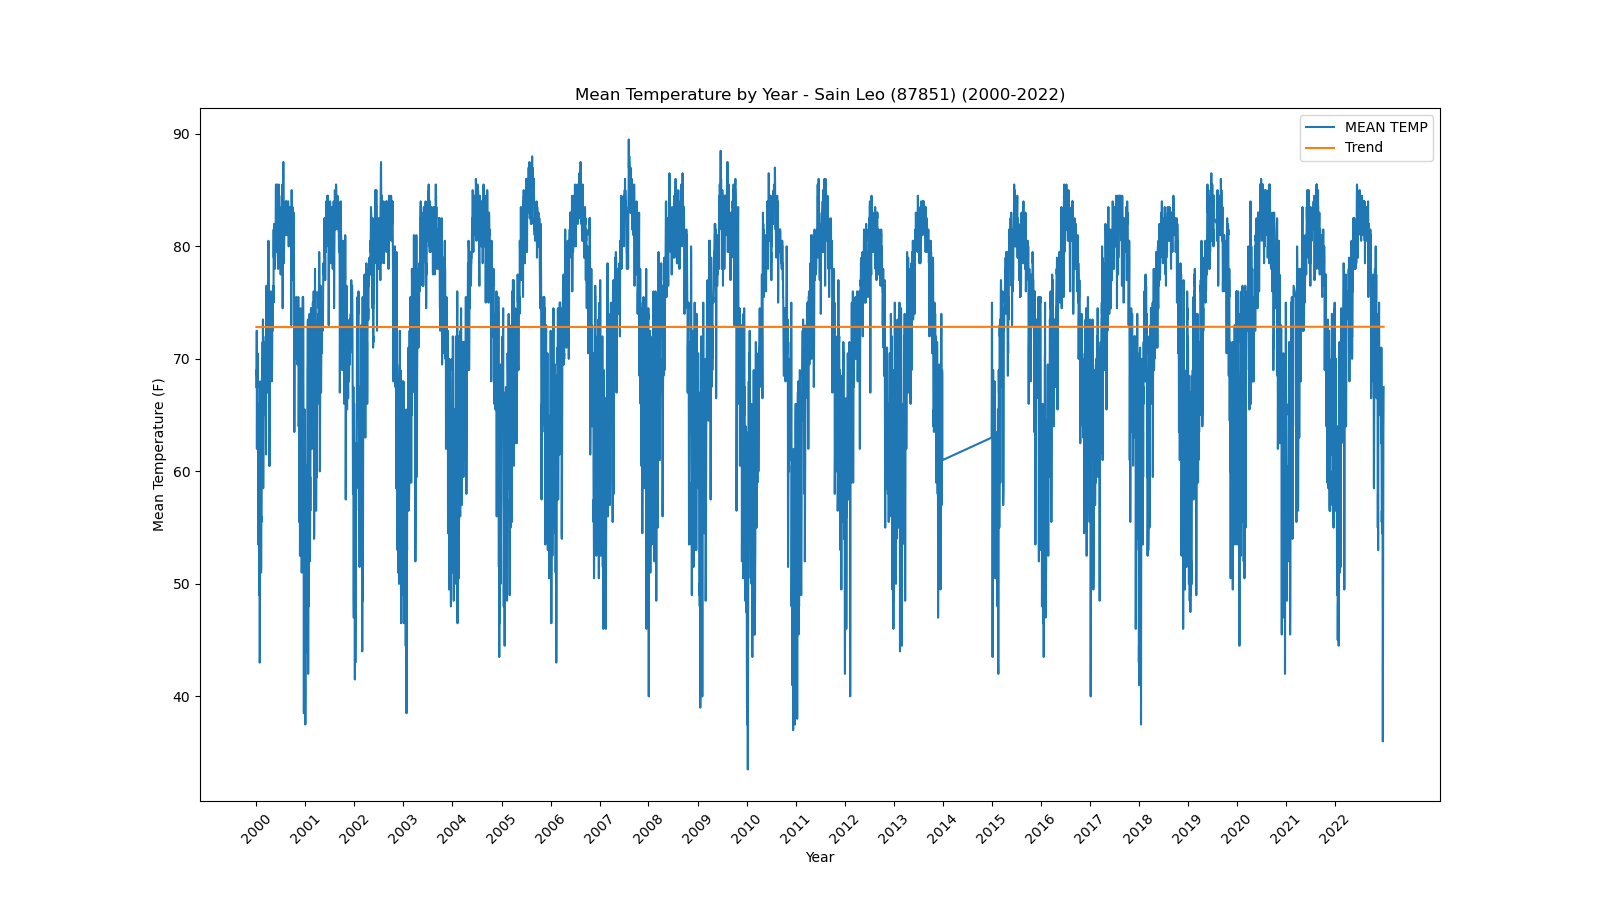 Mean Temperature by Year - Sain Leo (87851) (2000-2022)
MEAN TEMP
Trend
90
80
70
60
50
40
Mean Temperature (F)
2000 2001 2002 2003 2004 2005 2006 2007 2008 2009 2010 2011 2012 2013 2014 2015 2016 2017 2018 2019 2020 2021 2022
Year